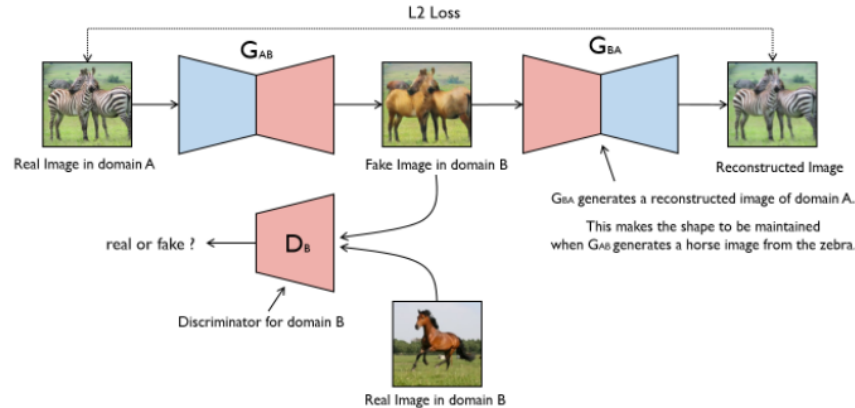 L2 Loss
GAB
GBA
Real Image in domain A
Fake Image in domain B
Reconstructed Image
GBA generates a reconstructed image of domain A.
This makes the shape to be maintained
when GAB generates a horse image from the zebra.
real or fake ?
DB
Discriminator for domain B
Real Image in domain B